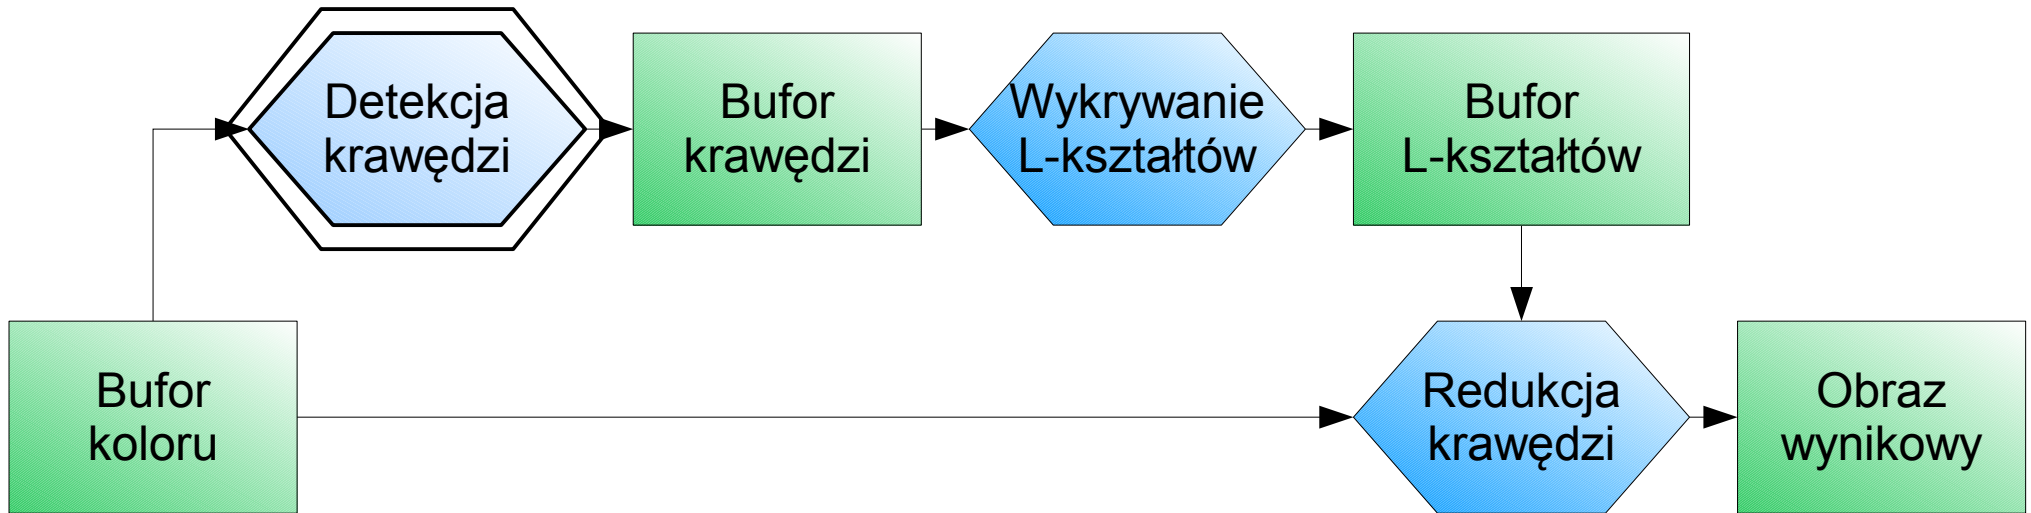 Detekcja
krawędzi
Bufor
krawędzi
Wykrywanie
L-kształtów
Bufor
L-kształtów
Bufor
koloru
Redukcja
krawędzi
Obraz
wynikowy